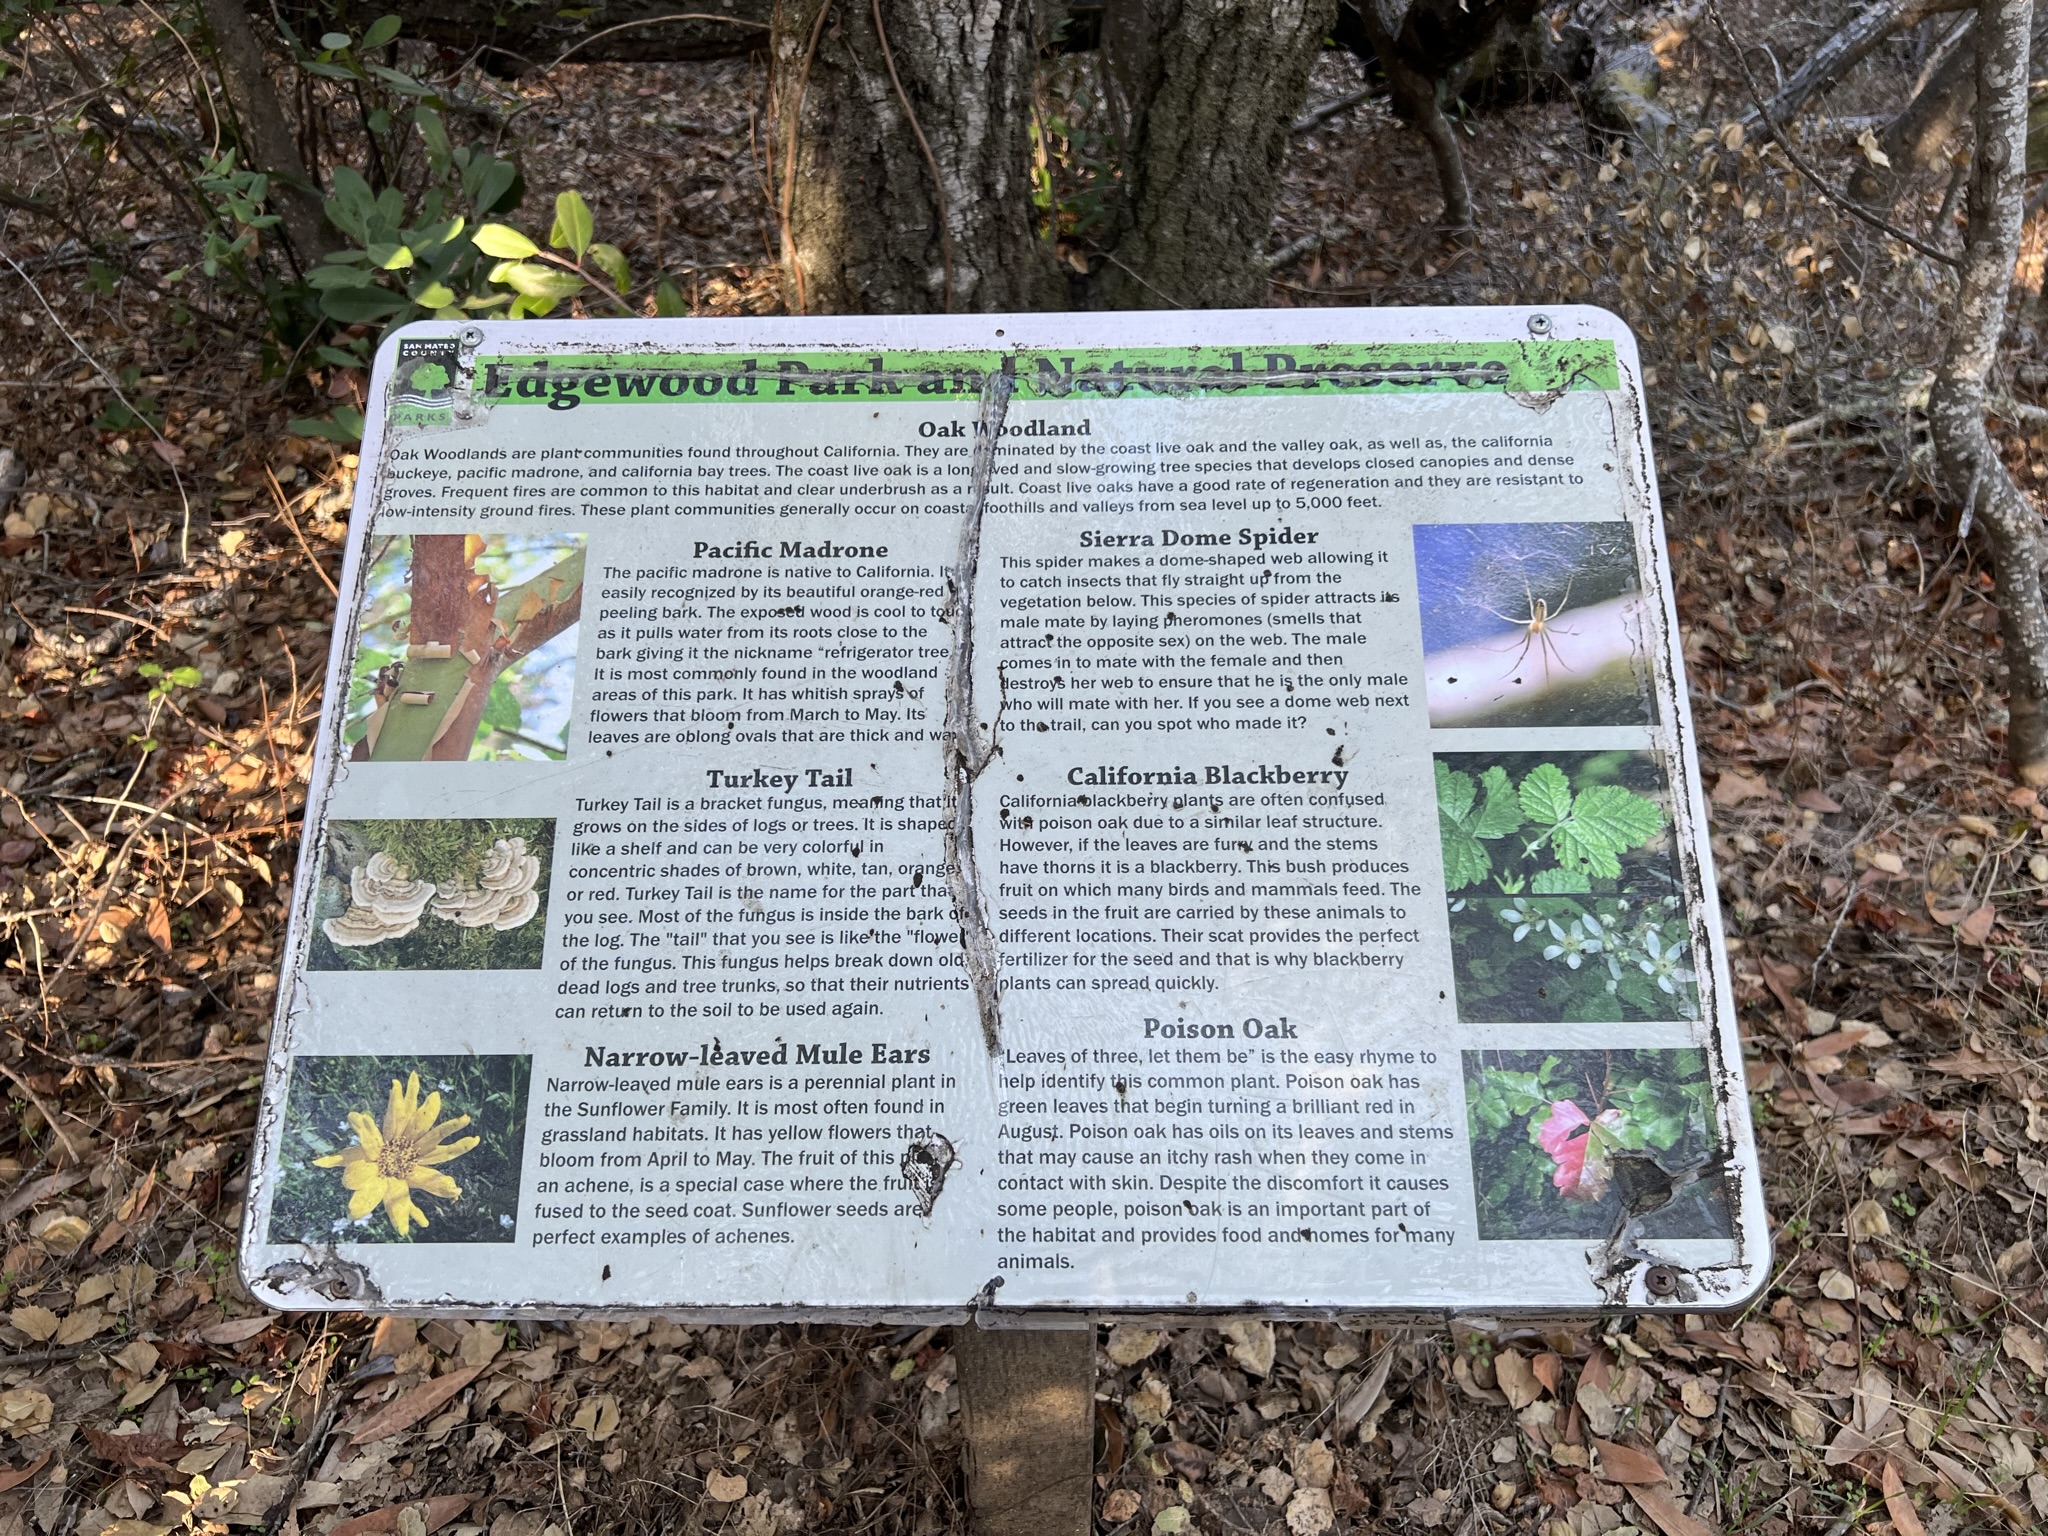 SAN MATEO
COUNTY
PARKS
Edgewood Park and Natural Preserve
Oak Woodland
Oak Woodlands are plant communities found throughout California. They are minated by the coast live oak and the valley oak, as well as, the california
buckeye, pacific madrone, and california bay trees. The coast live oak is a lon ved and slow-growing tree species that develops closed canopies and dense
groves. Frequent fires are common to this habitat and clear underbrush as a r sult. Coast live oaks have a good rate of regeneration and they are resistant to
low-intensity ground fires. These plant communities generally occur on coasta foothills and valleys from sea level up to 5,000 feet.
Pacific Madrone
The pacific madrone is native to California. It
easily recognized by its beautiful orange-red
peeling bark. The exposed wood is cool to tou
as it pulls water from its roots close to the
bark giving it the nickname “refrigerator tree
It is most commonly found in the woodland
areas of this park. It has whitish sprays of
flowers that bloom from March to May. Its
leaves are oblong ovals that are thick and wa
Turkey Tail
Turkey Tail is a bracket fungus, meaning that it
grows on the sides of logs or trees. It is shaped
like a shelf and can be very colorful in
concentric shades of brown, white, tan, orange
or red. Turkey Tail is the name for the part tha
you see. Most of the fungus is inside the bark of
the log. The "tail" that you see is like the "flowe
of the fungus. This fungus helps break down old
dead logs and tree trunks, so that their nutrients
can return to the soil to be used again.
Narrow-leaved Mule Ears
Narrow-leaved mule ears is a perennial plant in
the Sunflower Family. It is most often found in
grassland habitats. It has yellow flowers that
bloom from April to May. The fruit of this p
an achene, is a special case where the fruit
fused to the seed coat. Sunflower seeds are
perfect examples of achenes.
Sierra Dome Spider
This spider makes a dome-shaped web allowing it
to catch insects that fly straight up from the
vegetation below. This species of spider attracts its
male mate by laying pheromones (smells that
attract the opposite sex) on the web. The male
comes in to mate with the female and then
destroys her web to ensure that he is the only male
who will mate with her. If you see a dome web next
to the trail, can you spot who made it?
California Blackberry
California blackberry plants are often confused
with poison oak due to a similar leaf structure.
However, if the leaves are furry and the stems
have thorns it is a blackberry. This bush produces
fruit on which many birds and mammals feed. The
seeds in the fruit are carried by these animals to
different locations. Their scat provides the perfect
fertilizer for the seed and that is why blackberry
plants can spread quickly.
Poison Oak
“Leaves of three, let them be” is the easy rhyme to
help identify this common plant. Poison oak has
green leaves that begin turning a brilliant red in
August. Poison oak has oils on its leaves and stems
that may cause an itchy rash when they come in
contact with skin. Despite the discomfort it causes
some people, poison oak is an important part of
the habitat and provides food and homes for many
animals.